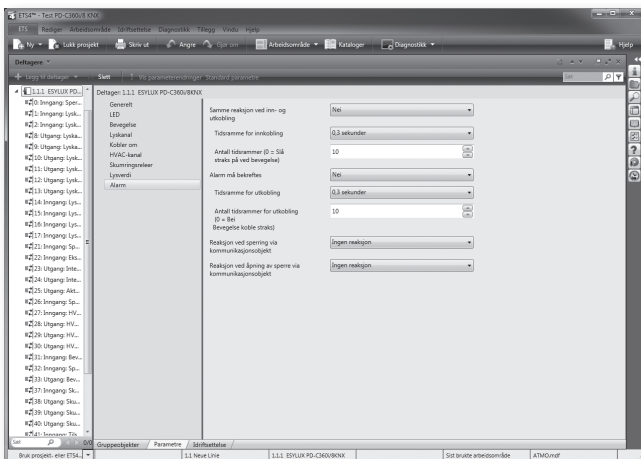 ETS4™ - Test PD-C360i/8 KNX
ETS Rediger Arbeidsområde Idriftsettelse Diagnostikk Tillegg Vindu Hjelp
Ny Lukk prosjekt Skriv ut Angre Gjør om Arbeidsområde Kataloger Diagnostikk Hjelp
Deltagere
Legg til deltager Slett Vis parameterendringer Standard parametre Søk
1.1.1 ESYLUX PD...
0: Inngang: Sper...
1: Inngang: Lysk...
2: Inngang: Lysk...
8: Utgang: Lyska...
9: Utgang: Lyska...
10: Utgang: Lysk...
11: Utgang: Lysk...
12: Utgang: Lysk...
13: Utgang: Lysk...
14: Inngang: Lys...
15: Inngang: Lys...
16: Inngang: Lys...
17: Inngang: Lys...
21: Inngang: Sp...
22: Inngang: Eks...
23: Utgang: Inte...
24: Utgang: Inte...
25: Utgang: Akt...
26: Inngang: Sp...
27: Inngang: HV...
28: Utgang: HV...
29: Utgang: HV...
30: Utgang: HV...
31: Inngang: Bev...
32: Inngang: Sp...
33: Utgang: Bev...
37: Inngang: Sk...
38: Utgang: Sku...
39: Utgang: Sku...
40: Utgang: Sku...
41: Inngang: Tils...
Søk 0/0
Deltager: 1.1.1 ESYLUX PD-C360i/8KNX
Generelt
LED
Bevegelse
Lyskanal
Kobler om
HVAC-kanal
Skumringsreleer
Lysverdi
Alarm
Samme reaksjon ved inn- og
utkobling
Nei
Tidsramme for innkobling
0,3 sekunder
Antall tidsrammer (0 = Slå
straks på ved bevegelse)
10
Alarm må bekreftes
Nei
Tidsramme for utkobling
0,3 sekunder
Antall tidsrammer for utkobling
(0 = Bei
Bevegelse koble straks)
10
Reaksjon ved sperring via
kommunikasjonsobjekt
Ingen reaksjon
Reaksjon ved åpning av sperre via
kommunikasjonsobjekt
Ingen reaksjon
Gruppeobjekter Parametre Idriftsettelse
Bruk prosjekt- eller ETS4... 1.1 Neue Linie 1.1.1 ESYLUX PD-C360i/8KNX Sist brukte arbeidsområde ATMO.mdf